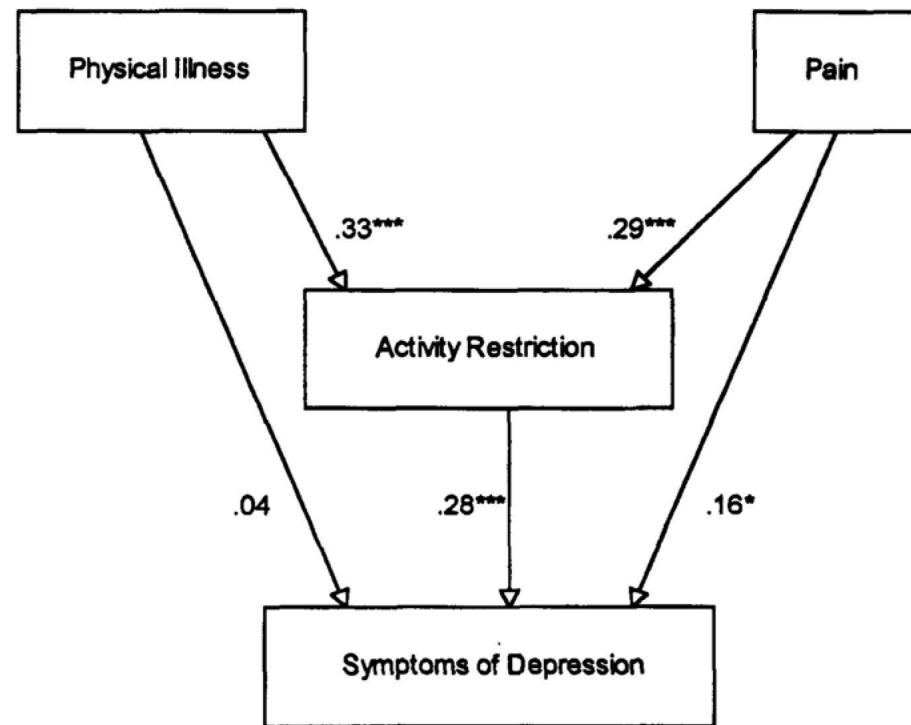 Physical Illness
Pain
.33***
.29***
Activity Restriction
.04
.28***
.16*
Symptoms of Depression